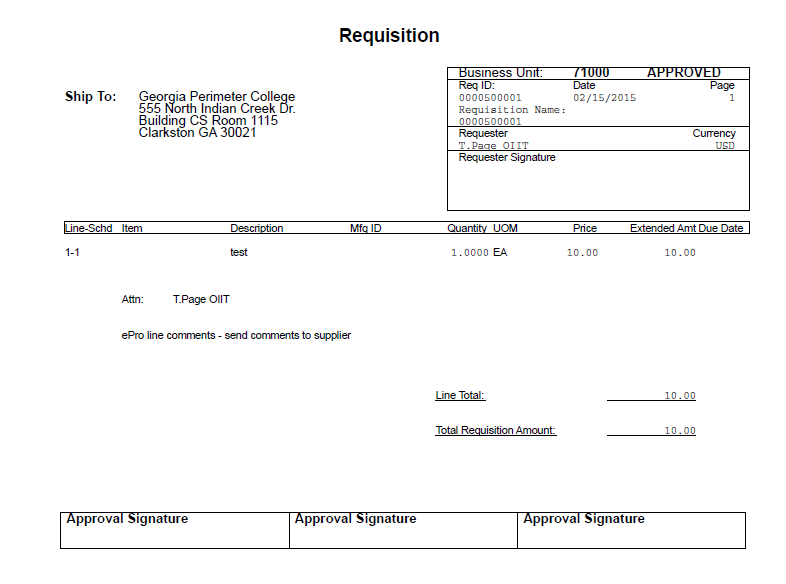 Requisition
Business Unit: 71000 APPROVED
Ship To: Georgia Perimeter College
555 North Indian Creek Dr.
Building CS Room 1115
Clarkston GA 30021
Req ID: Date Page
0000500001 02/15/2015 1
Requisition Name:
0000500001
Requester Currency
T.Page OIIT USD
Requester Signature
Line-Schd Item Description Mfg ID Quantity UOM Price Extended Amt Due Date
1-1 test 1.0000 EA 10.00 10.00
Attn: T.Page OIIT
ePro line comments - send comments to supplier
Line Total: 10.00
Total Requisition Amount: 10.00
Approval Signature Approval Signature Approval Signature